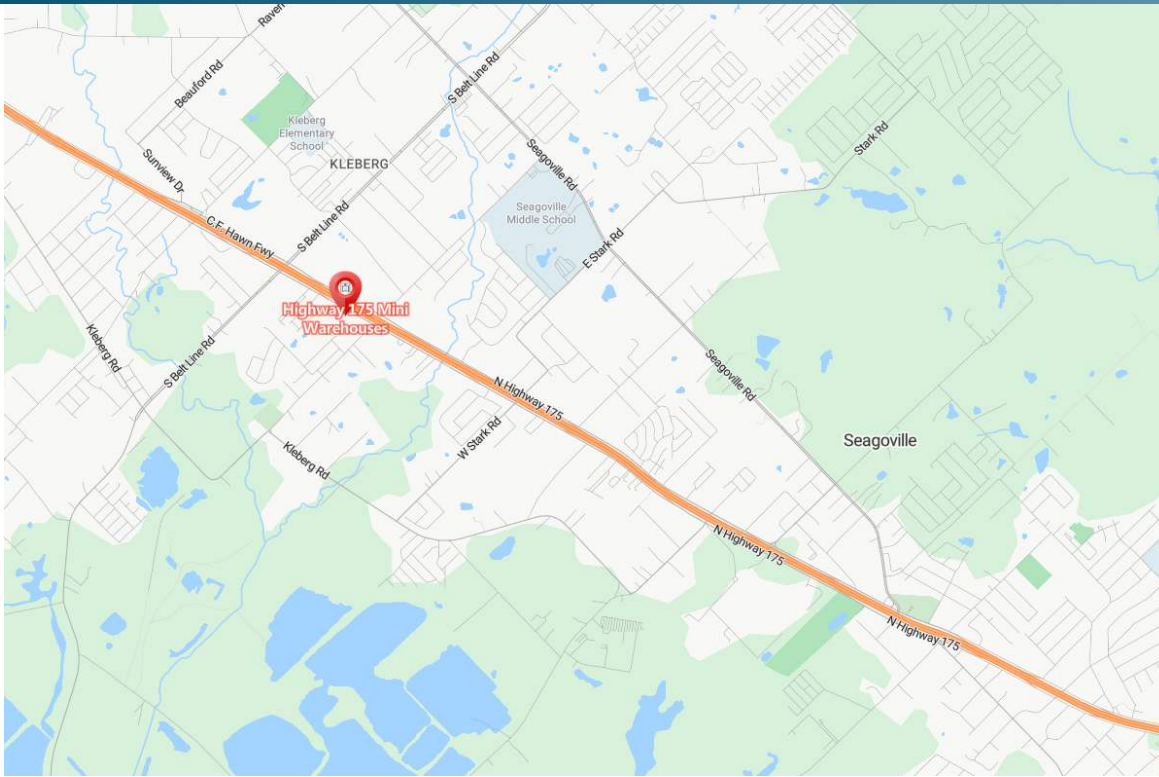 Raven
Beauford Rd
S Belt Line Rd
Kleberg
Elementary
School
KLEBERG
Sunview Dr
Seagoville Rd
Stark Rd
Seagoville
Middle School
S Belt Line Rd
C.F. Hawn Fwy
E Stark Rd
Highway 175 Mini
Warehouses
Kleberg Rd
S Belt Line Rd
Seagoville Rd
N Highway 175
W Stark Rd
Seagoville
Kleberg Rd
N Highway 175
N Highway 175